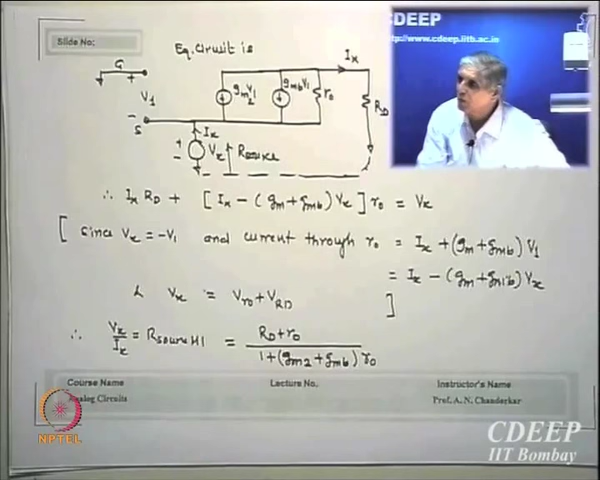 CDEEP
http://www.cdeep.iitb.ac.in
Slide No:
Eq. Circuit is
G
+
V1
-
S
gm2V1
gmbV1
r0
Ix
RD
Ix
+
-
Vx
Rsource
∴ Ix RD + [ Ix - (gm + gmb) Vx ] r0 = Vx
[ since Vx = -V1 and current through r0 = Ix + (gm + gmb) V1
= Ix - (gm + gmb) Vx
& Vx = Vr0 + VRD ]
∴ Vx/Ix = RsourceM1 = (RD + r0) / (1 + (gm2 + gmb) r0)
Course Name
Analog Circuits
Lecture No.
Instructor's Name
Prof. A. N. Chandorkar
NPTEL
CDEEP
IIT Bombay